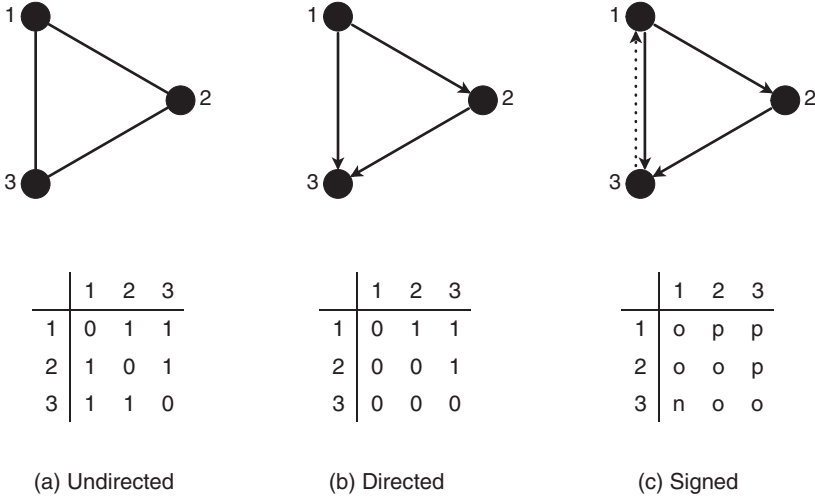 1
2
3
1
2
3
1
2
3
1 2 3
1 0 1 1
2 1 0 1
3 1 1 0
1 2 3
1 0 1 1
2 0 0 1
3 0 0 0
1 2 3
1 o p p
2 o o p
3 n o o
(a) Undirected
(b) Directed
(c) Signed